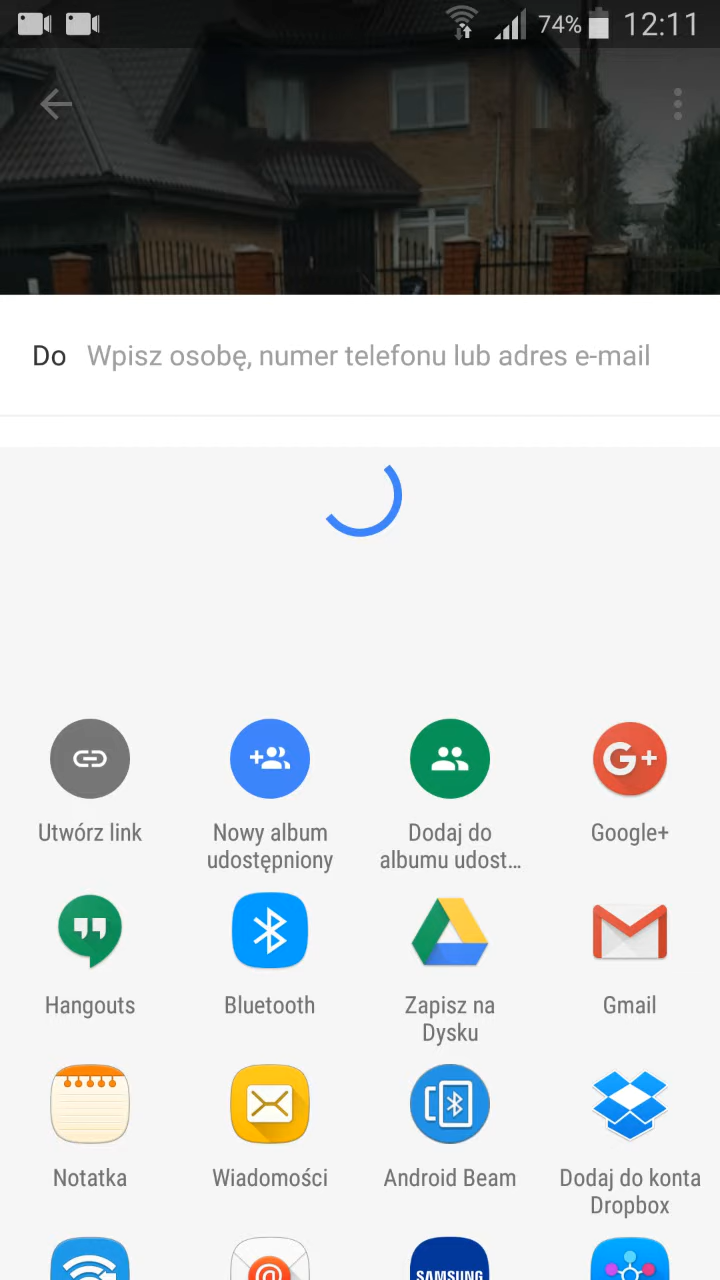 74% 12:11
Do Wpisz osobę, numer telefonu lub adres e-mail
Utwórz link
Nowy album
udostępniony
Dodaj do
albumu udost...
G+
Google+
Hangouts
Bluetooth
Zapisz na
Dysku
Gmail
Notatka
Wiadomości
Android Beam
Dodaj do konta
Dropbox
@
SAMSUNG